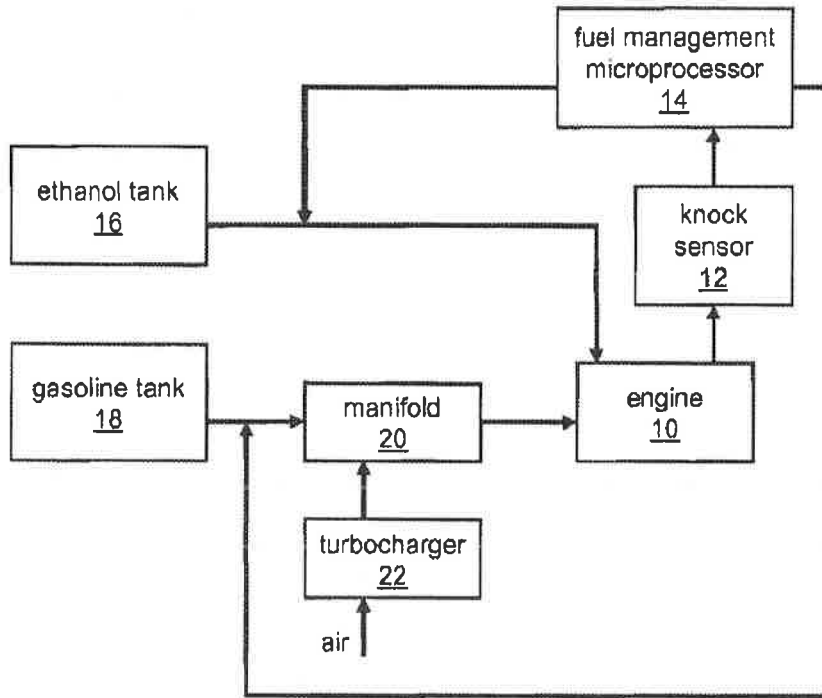 fuel management
microprocessor
14
ethanol tank
16
knock
sensor
12
gasoline tank
18
manifold
20
engine
10
turbocharger
22
air